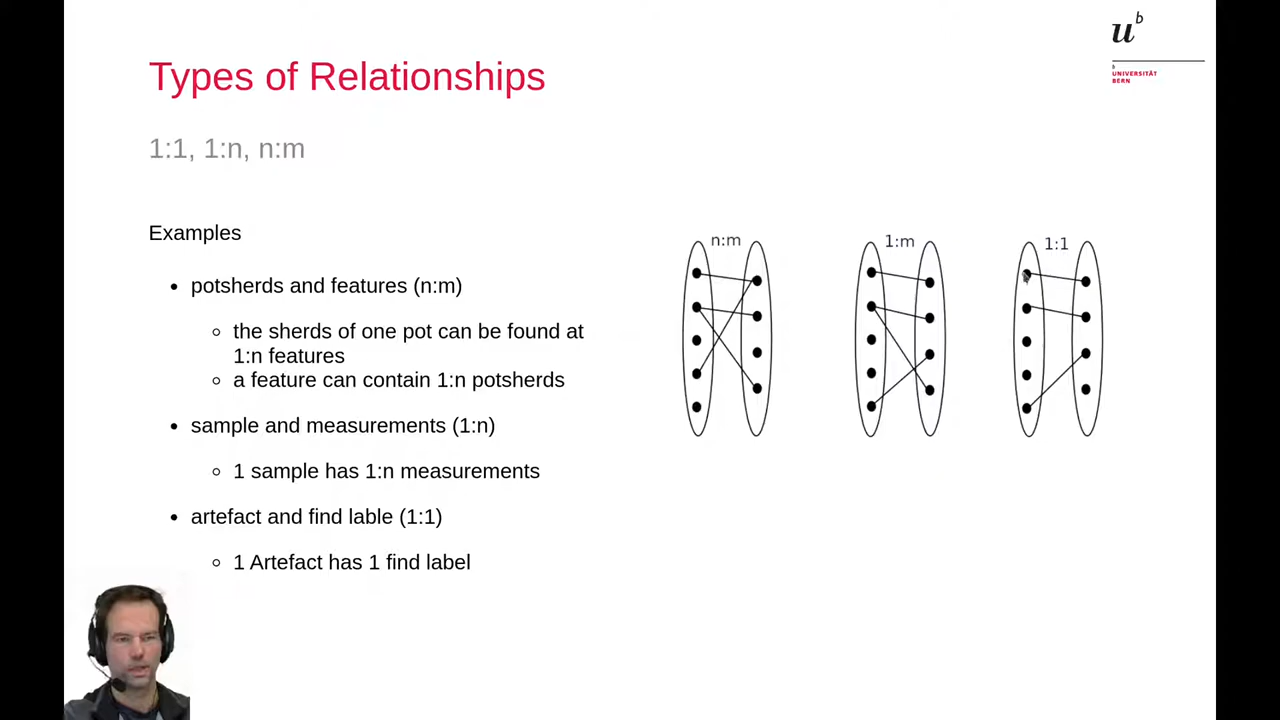 u^b
b
UNIVERSITÄT
BERN
Types of Relationships
1:1, 1:n, n:m
Examples
potsherds and features (n:m)
the sherds of one pot can be found at
1:n features
a feature can contain 1:n potsherds
sample and measurements (1:n)
1 sample has 1:n measurements
artefact and find lable (1:1)
1 Artefact has 1 find label
n:m
1:m
1:1